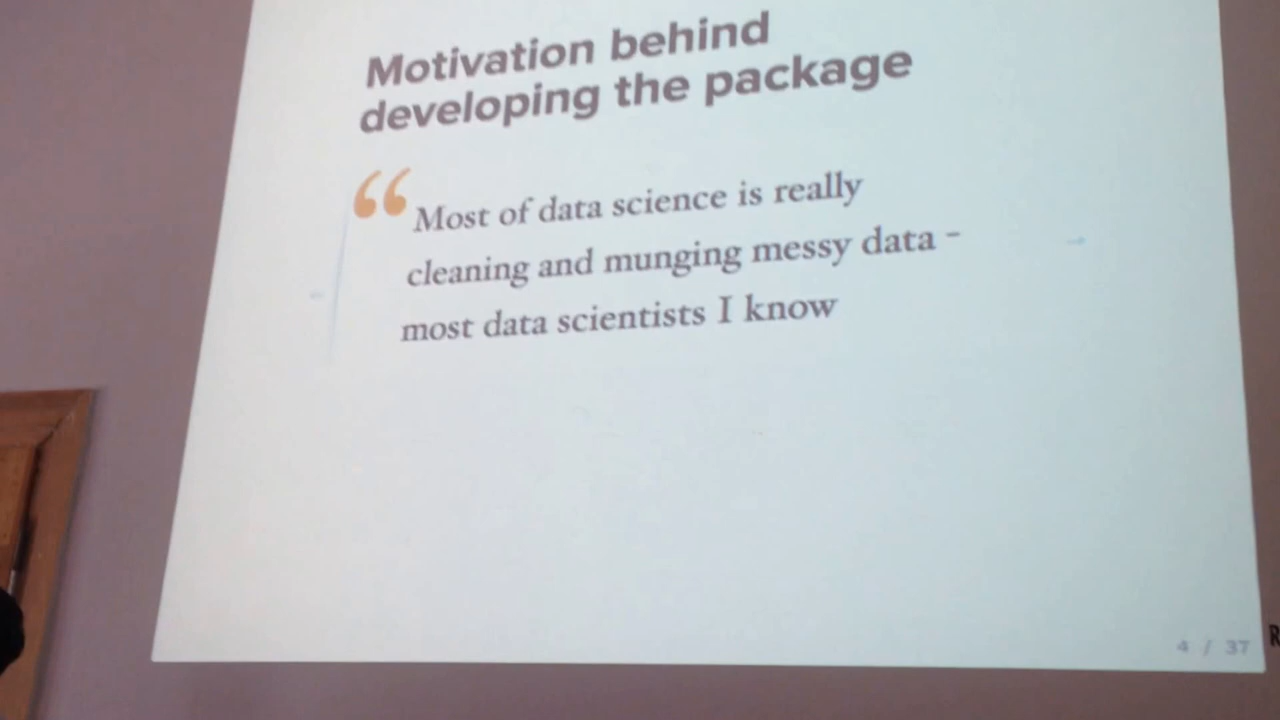 Motivation behind
developing the package
“ Most of data science is really
cleaning and munging messy data -
most data scientists I know
4 / 37